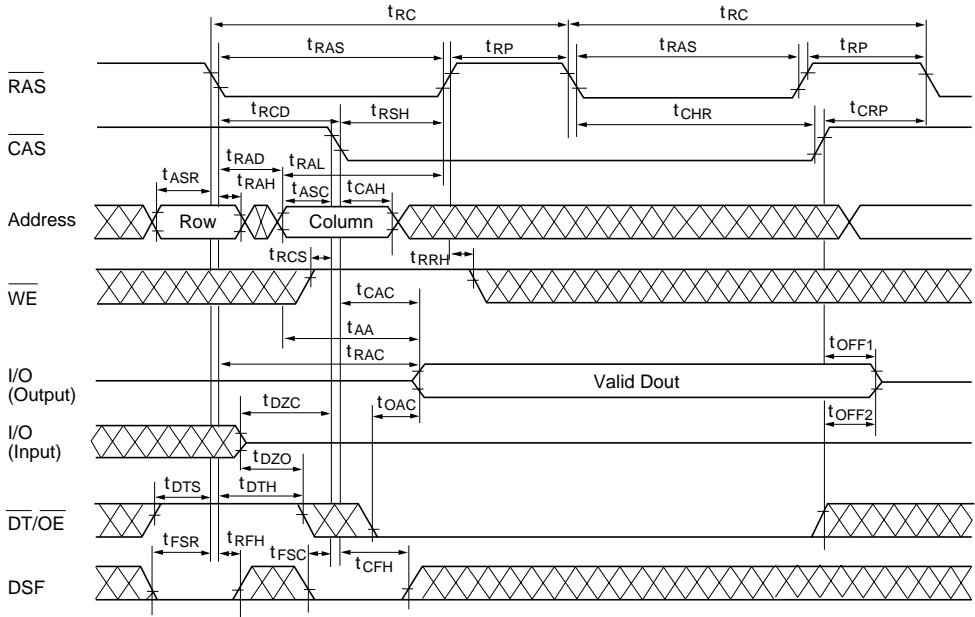 tRC tRC
tRAS tRP tRAS tRP
RAS
tRCD tRSH tCHR tCRP
CAS
tRAD tRAL
tASR tRAH tASC tCAH
Address Row Column
tRCS tRRH
WE
tCAC
tAA
tRAC tOFF1
I/O
(Output) Valid Dout
tDZC tOAC tOFF2
I/O
(Input)
tDZO
tDTS tDTH
DT/OE
tFSR tRFH tFSC tCFH
DSF